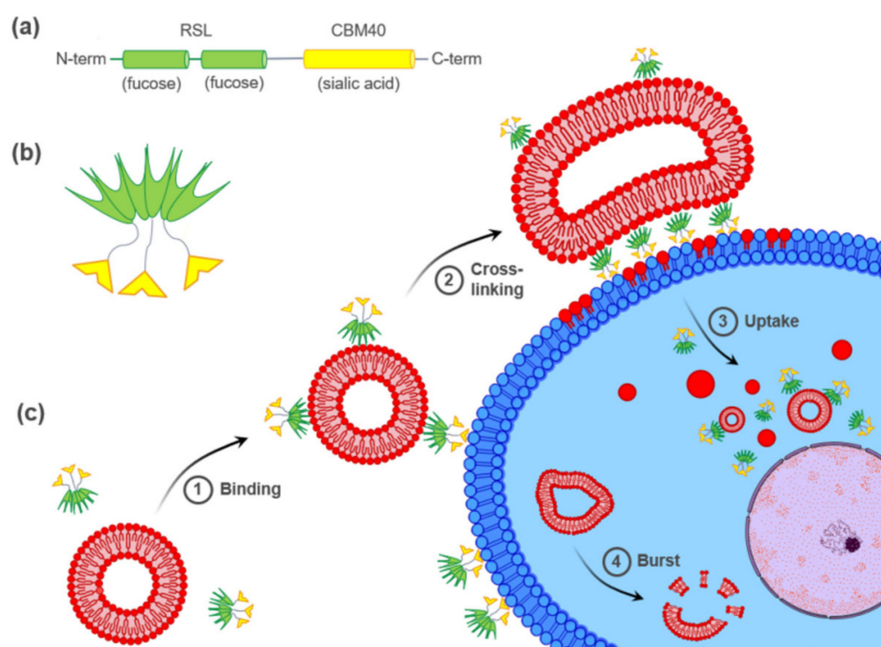 (a)
RSL CBM40
N-term C-term
(fucose) (fucose) (sialic acid)
(b)
2 Cross-
linking
3 Uptake
(c)
1 Binding
4 Burst